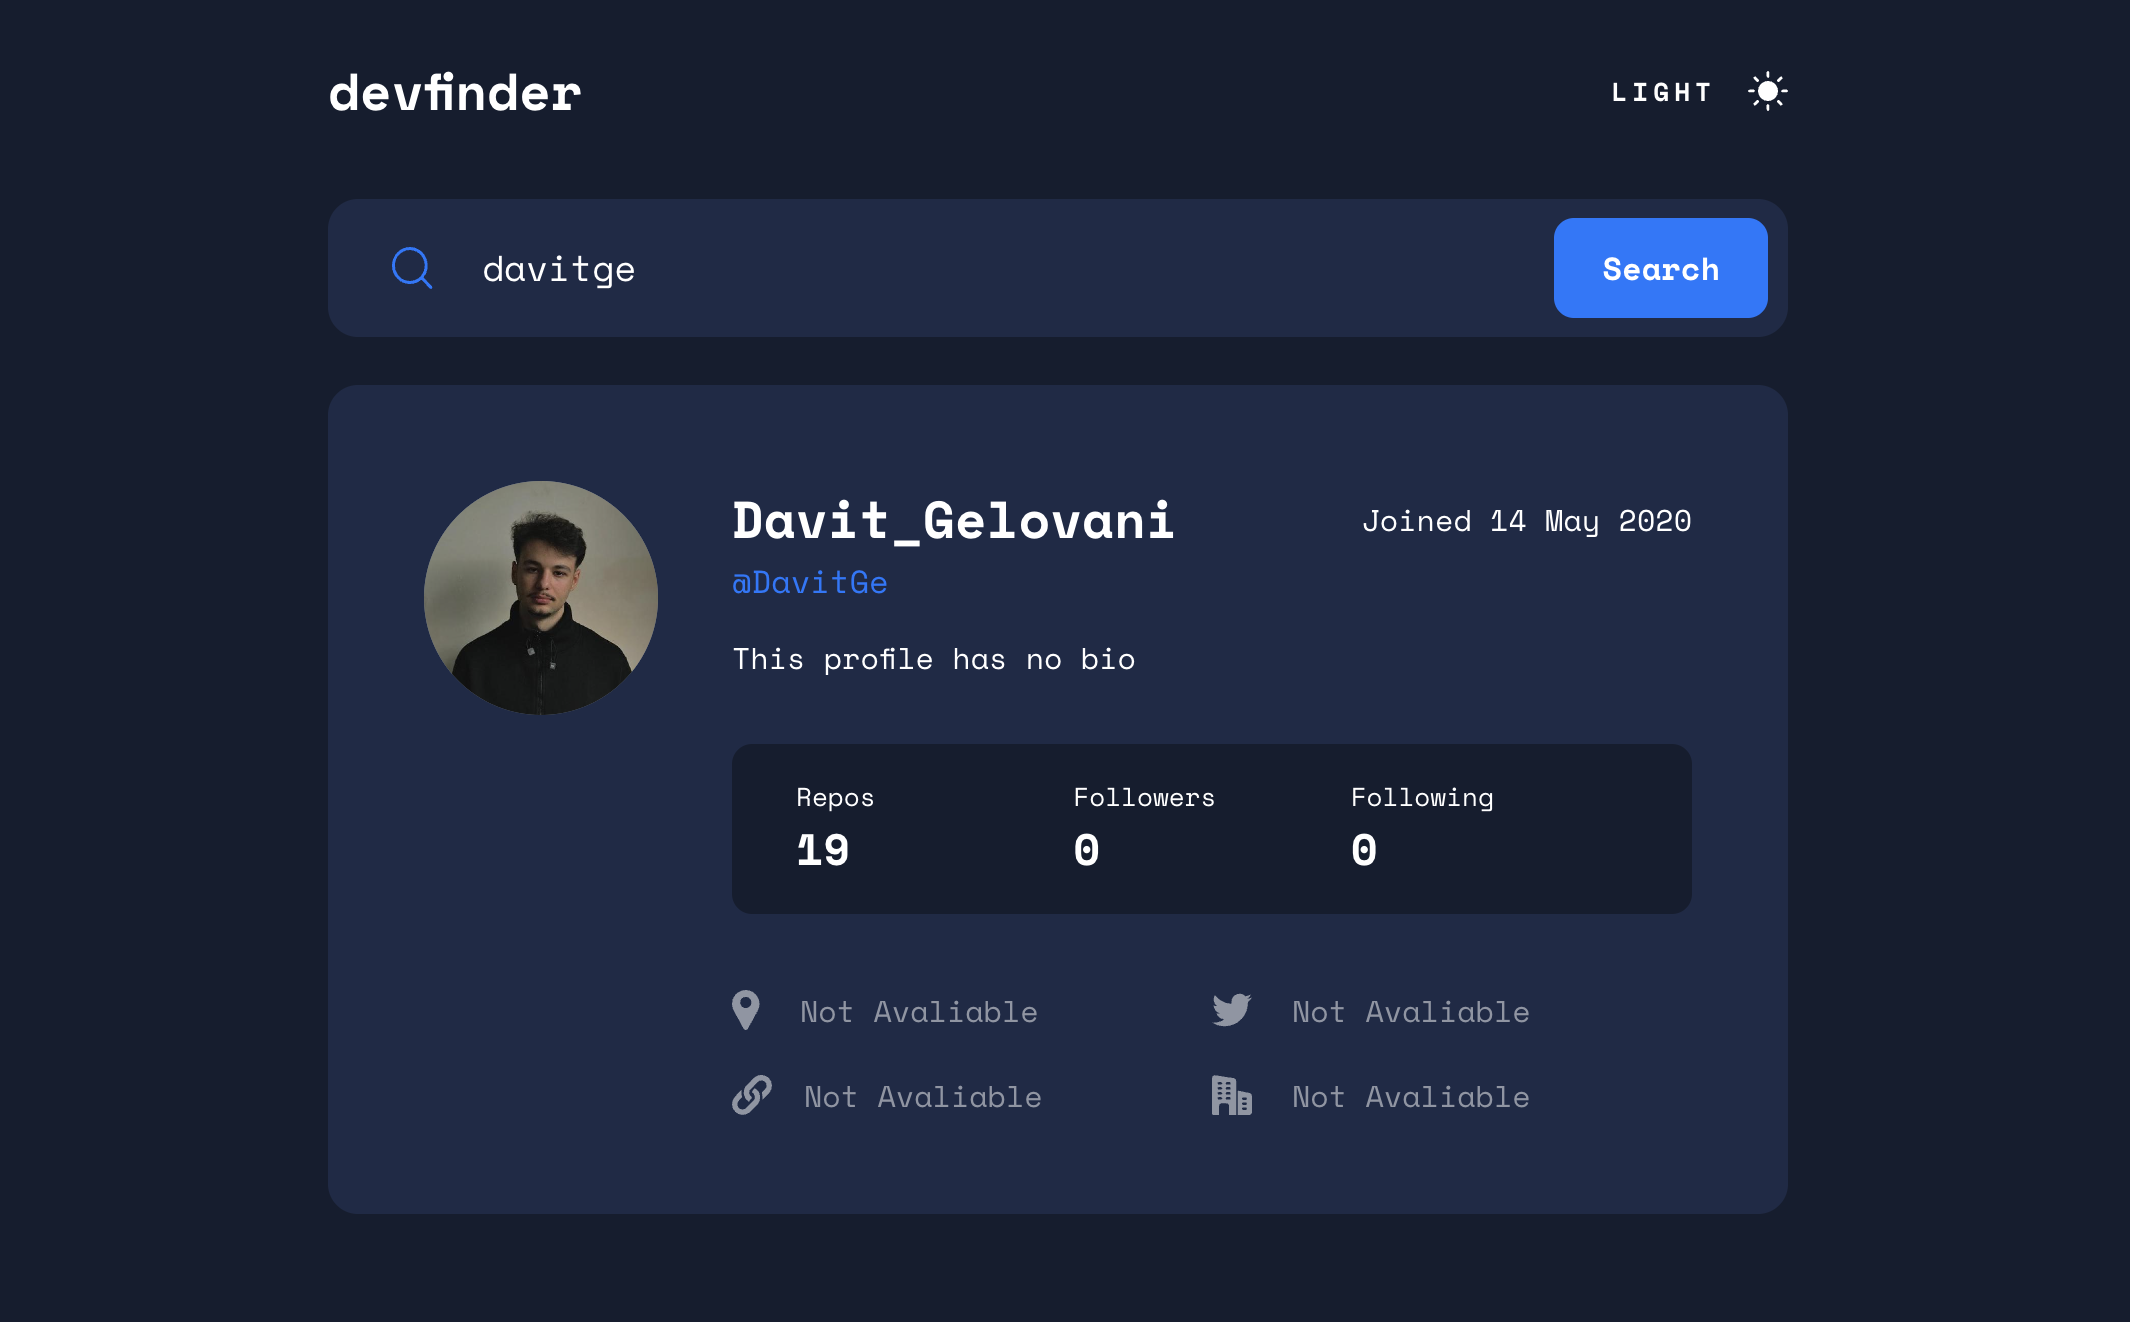 devfinder
LIGHT
davitge
Search
Davit_Gelovani
Joined 14 May 2020
@DavitGe
This profile has no bio
Repos
Followers
Following
19
0
0
Not Avaliable
Not Avaliable
Not Avaliable
Not Avaliable